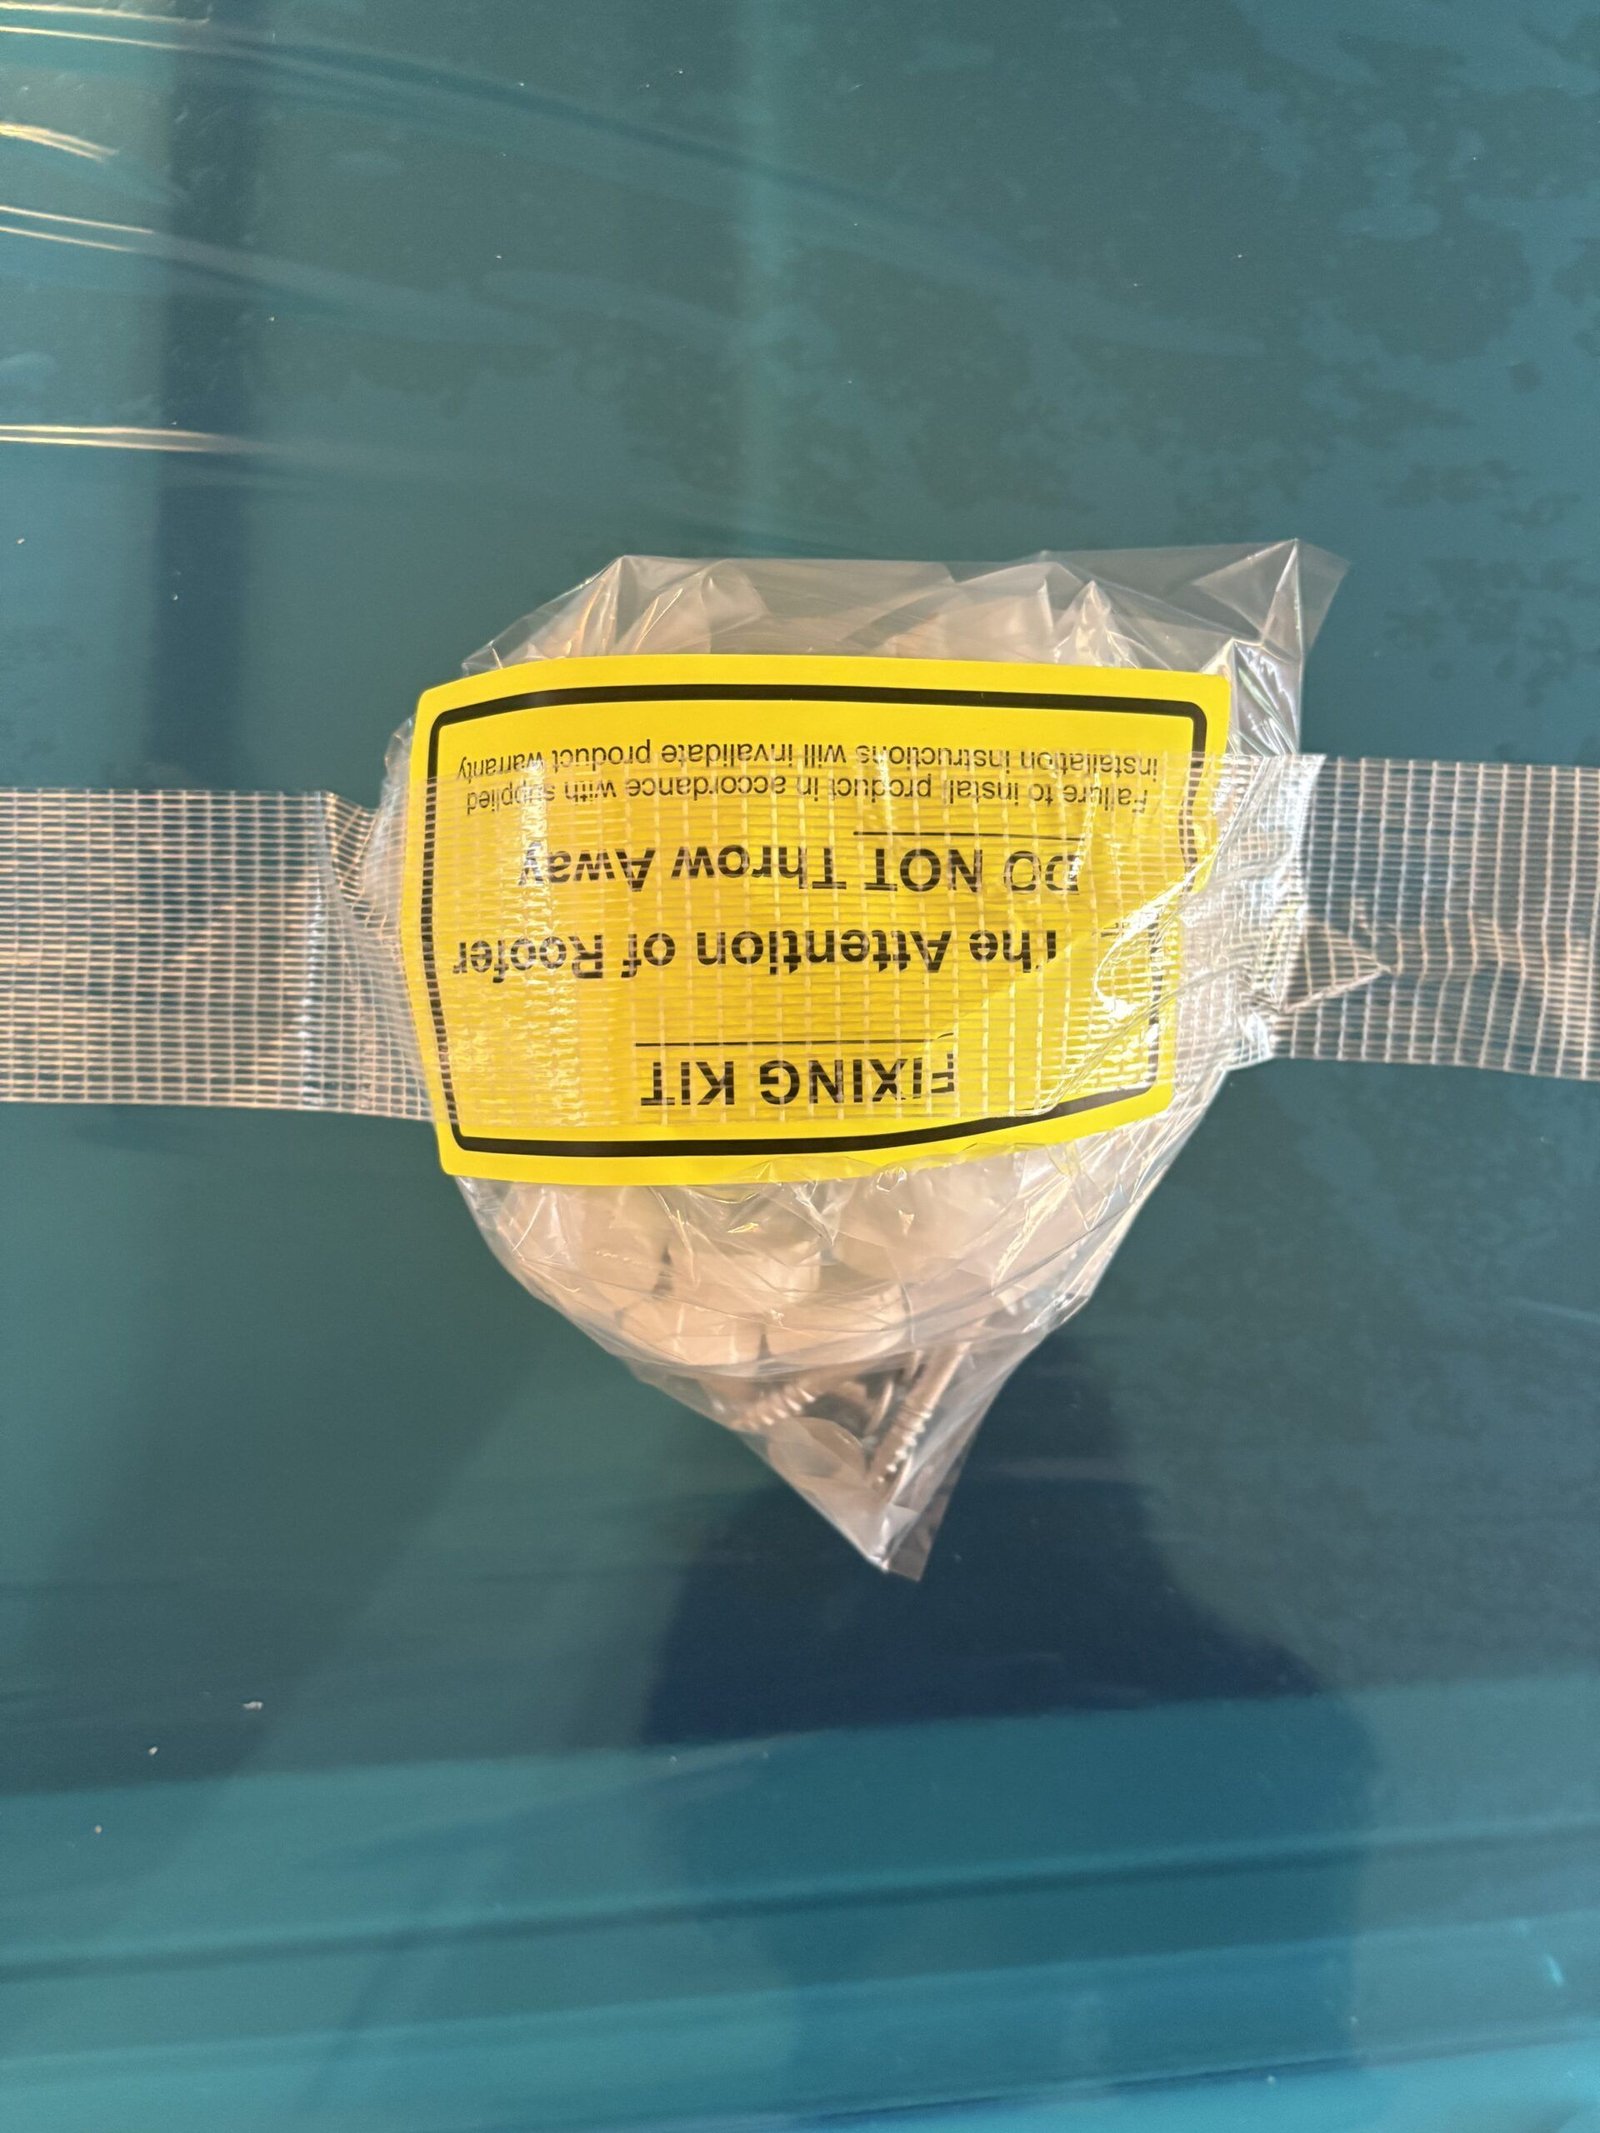 FIXING KIT
he Attention of Roofer
DO NOT Throw Away
Failure to install product in accordance with supplied
installation instructions will invalidate product warranty